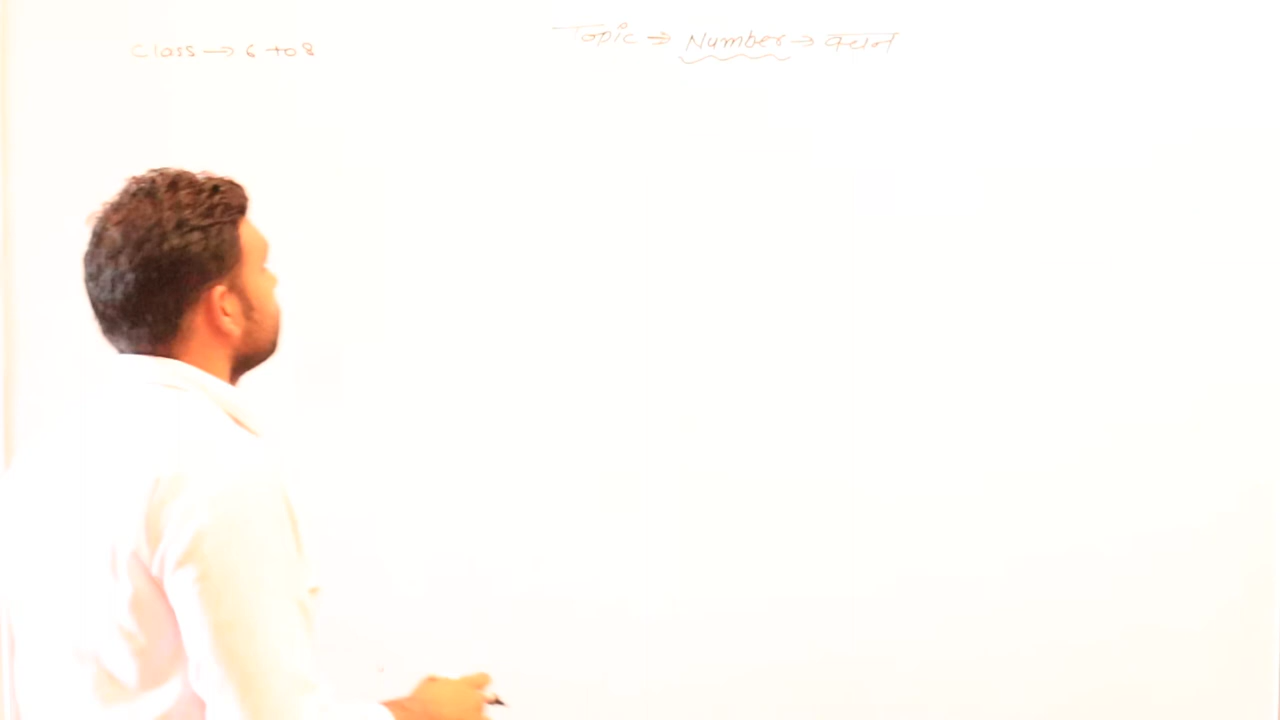 Class → 6 to 8
Topic ⇒ Number → वचन